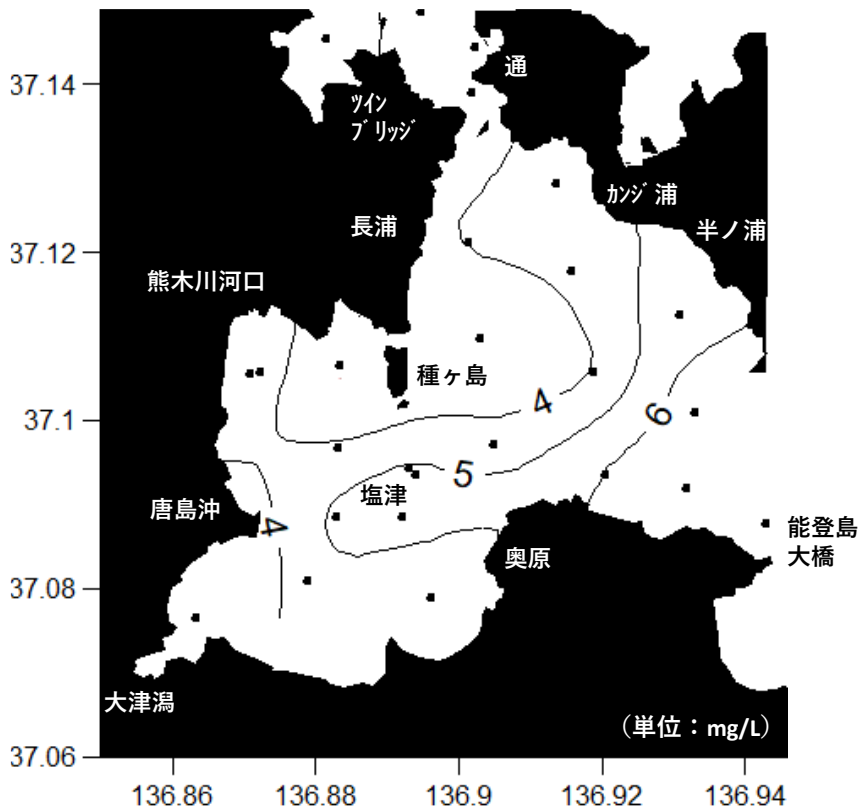 37.14
37.12
37.1
37.08
37.06
136.86
136.88
136.9
136.92
136.94
通
ﾂｲﾝ
ﾌﾞﾘｯｼﾞ
ｶﾝｼﾞ浦
長浦
半ノ浦
熊木川河口
種ヶ島
4
6
5
塩津
唐島沖
4
能登島
大橋
奥原
大津潟
（単位：mg/L）